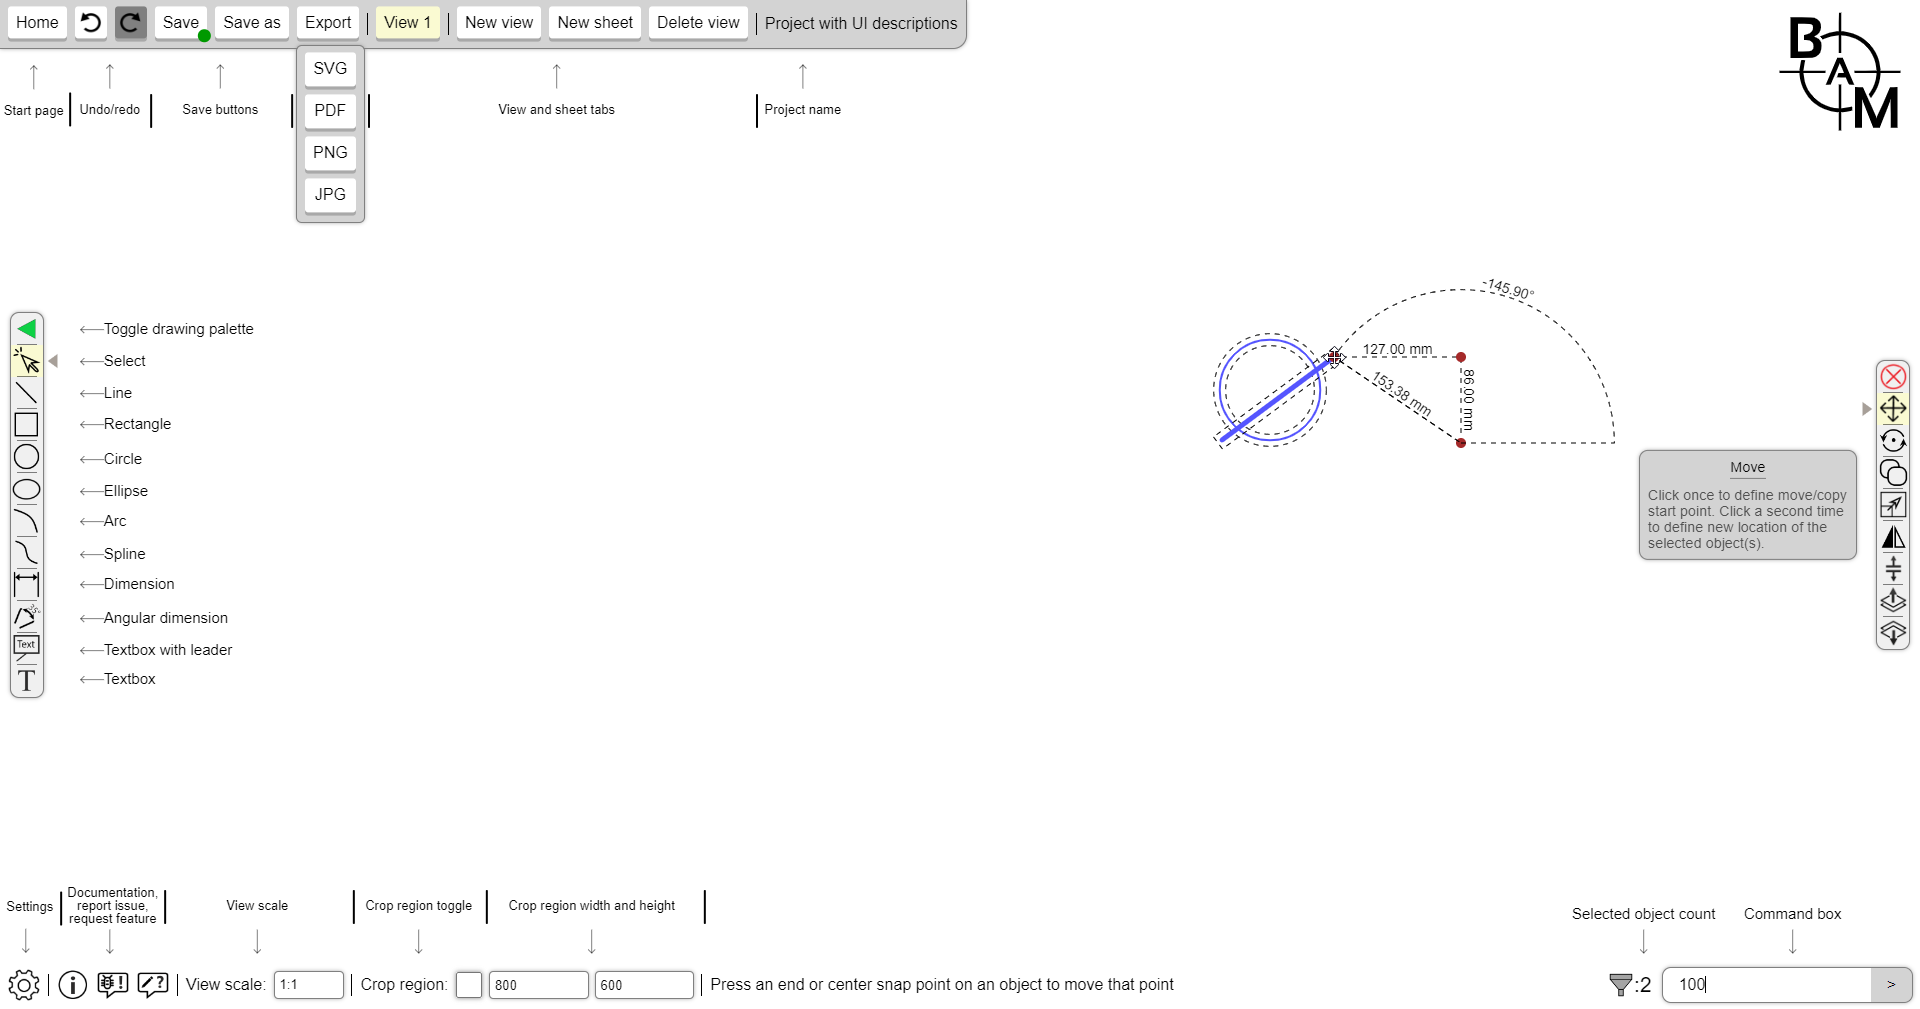 Home
Save
Save as
Export
View 1
New view
New sheet
Delete view
Project with UI descriptions
B
A
M
SVG
PDF
PNG
JPG
Start page
Undo/redo
Save buttons
View and sheet tabs
Project name
-145.90°
127.00 mm
153.38 mm
86.00 mm
Toggle drawing palette
Select
Line
Rectangle
Circle
Ellipse
Arc
Spline
Dimension
35°
Angular dimension
Text
Textbox with leader
T
Textbox
Move
Click once to define move/copy
start point. Click a second time
to define new location of the
selected object(s).
Settings
Documentation,
report issue,
request feature
View scale
Crop region toggle
Crop region width and height
Selected object count
Command box
View scale:
1:1
Crop region:
800
600
Press an end or center snap point on an object to move that point
:2
100
>